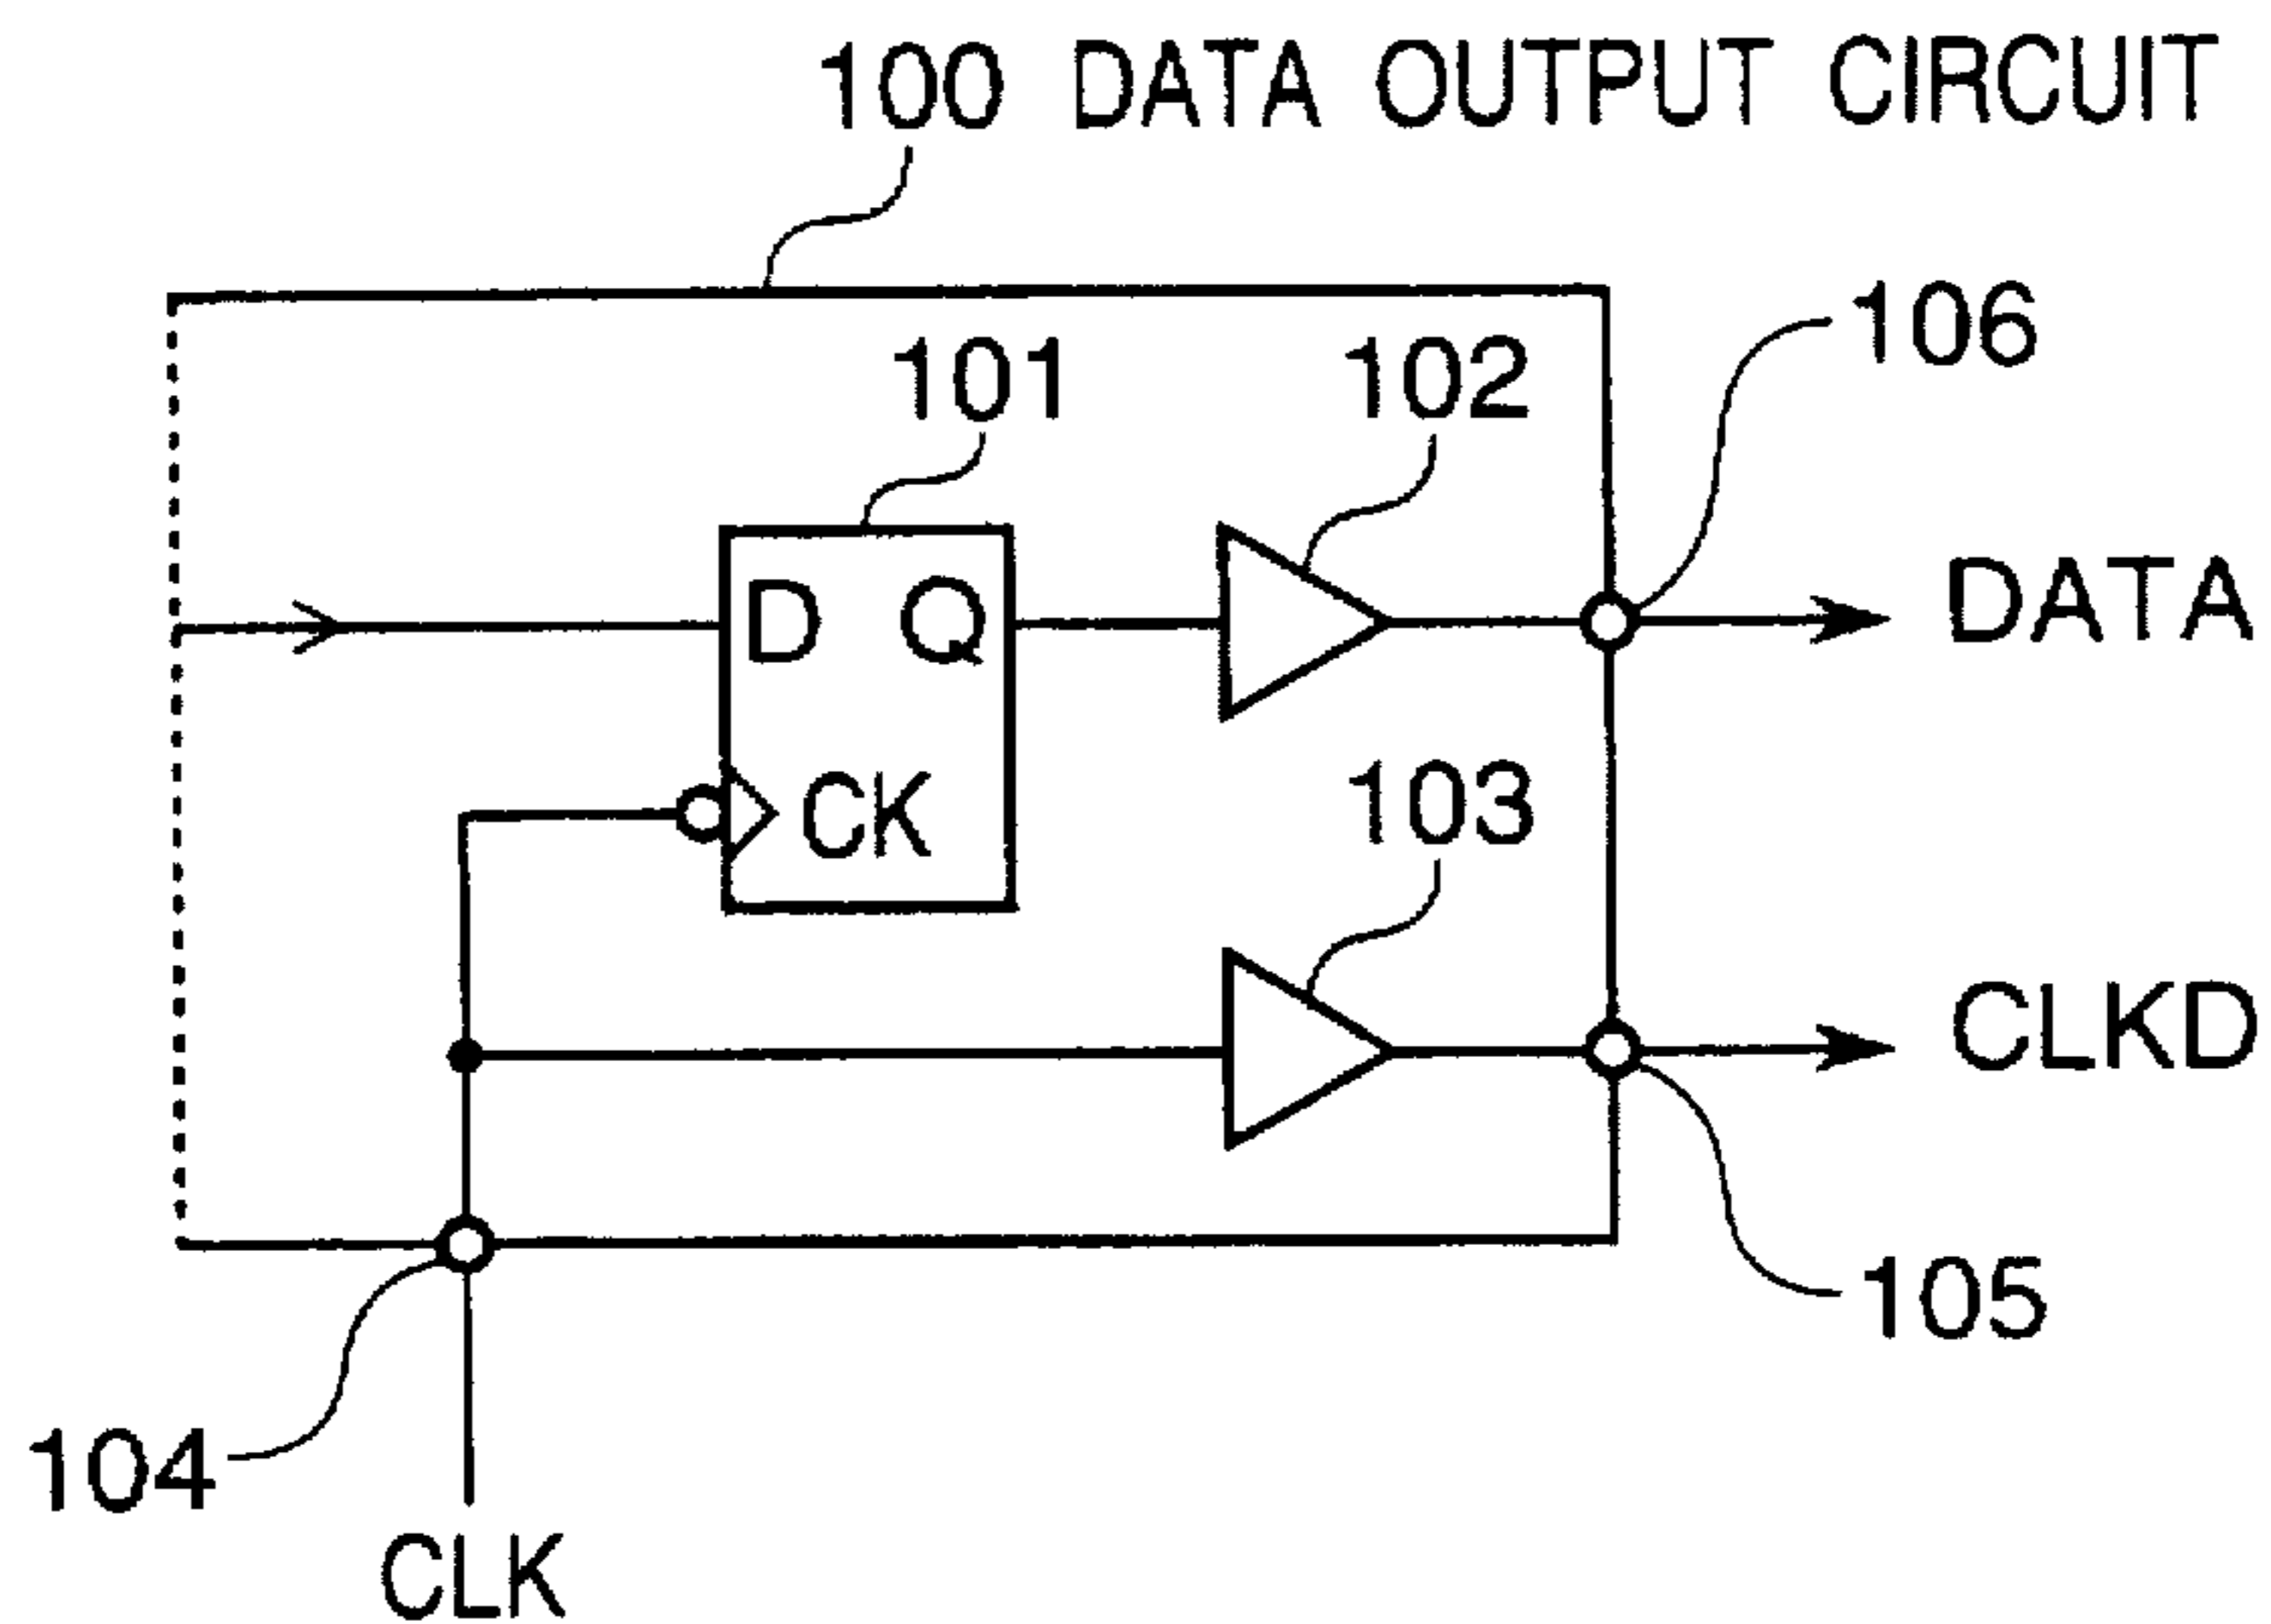 100 DATA OUTPUT CIRCUIT
106
101
102
D Q
DATA
CK
103
CLKD
105
104
CLK